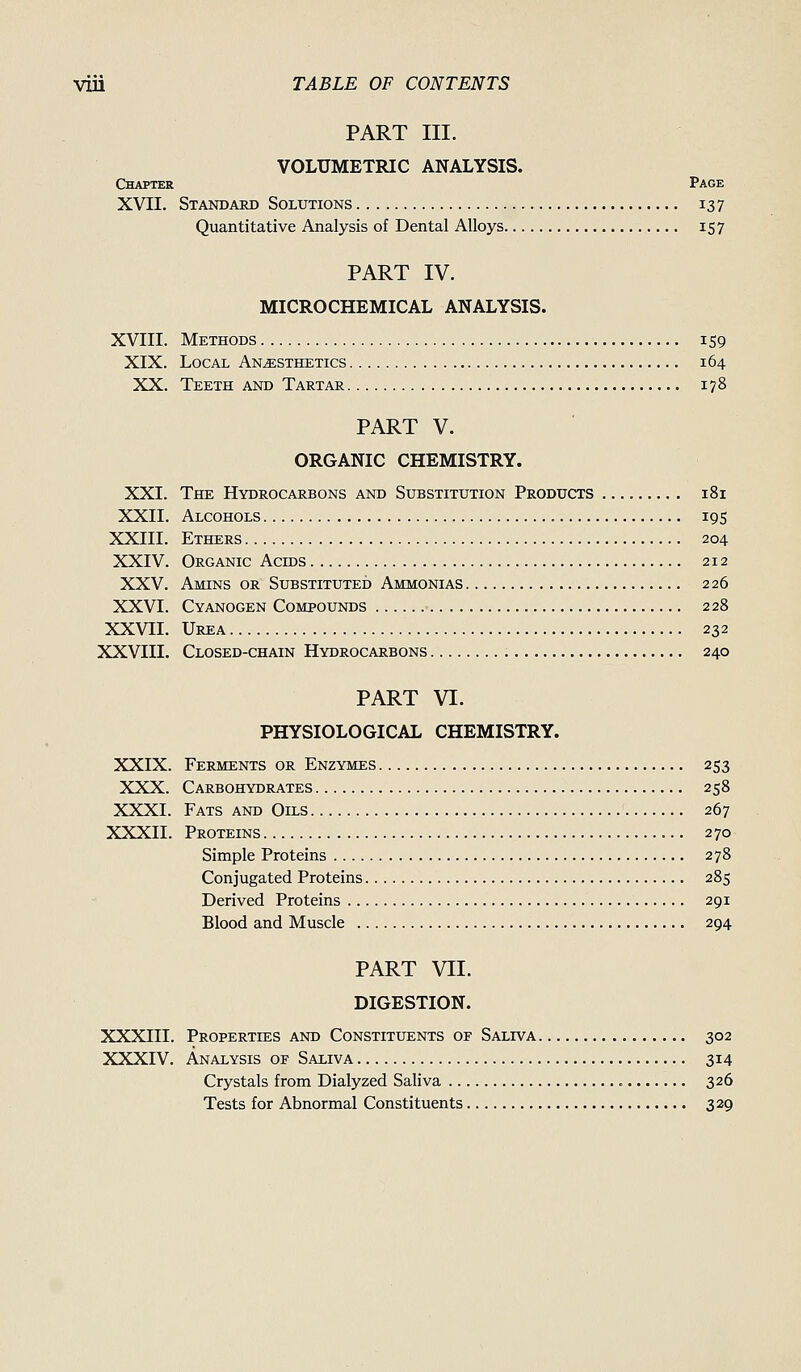 viii TABLE OF CONTENTS
PART III.
VOLUMETRIC ANALYSIS.
Chapter Page
XVII. Standard Solutions 137
Quantitative Analysis of Dental Alloys 157
PART IV.
MICROCHEMICAL ANALYSIS.
XVIII. Methods 159
XIX. Local Anæsthetics 164
XX. Teeth and Tartar 178
PART V.
ORGANIC CHEMISTRY.
XXI. The Hydrocarbons and Substitution Products 181
XXII. Alcohols 195
XXIII. Ethers 204
XXIV. Organic Acids 212
XXV. Amins or Substituted Ammonias 226
XXVI. Cyanogen Compounds 228
XXVII. Urea 232
XXVIII. Closed-chain Hydrocarbons 240
PART VI.
PHYSIOLOGICAL CHEMISTRY.
XXIX. Ferments or Enzymes 253
XXX. Carbohydrates 258
XXXI. Fats and Oils 267
XXXII. Proteins 270
Simple Proteins 278
Conjugated Proteins 285
Derived Proteins 291
Blood and Muscle 294
PART VII.
DIGESTION.
XXXIII. Properties and Constituents of Saliva 302
XXXIV. Analysis of Saliva 314
Crystals from Dialyzed Saliva 326
Tests for Abnormal Constituents 329